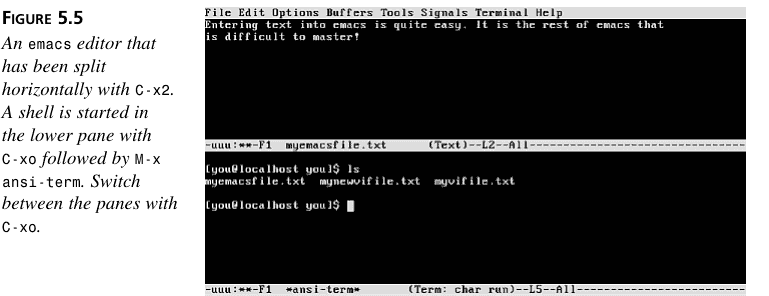 FIGURE 5.5
An emacs editor that
has been split
horizontally with C-x2.
A shell is started in
the lower pane with
C-xo followed by M-x
ansi-term. Switch
between the panes with
C-xo.
File Edit Options Buffers Tools Signals Terminal Help
Entering text into emacs is quite easy. It is the rest of emacs that
is difficult to master!
-uuu:**-F1  myemacsfile.txt      (Text)--L2--All---------------------------
[you@localhost you]$ ls
myemacsfile.txt  mynewvifile.txt  myvifile.txt
[you@localhost you]$
-uuu:**-F1  *ansi-term*      (Term: char run)--L5--All---------------------